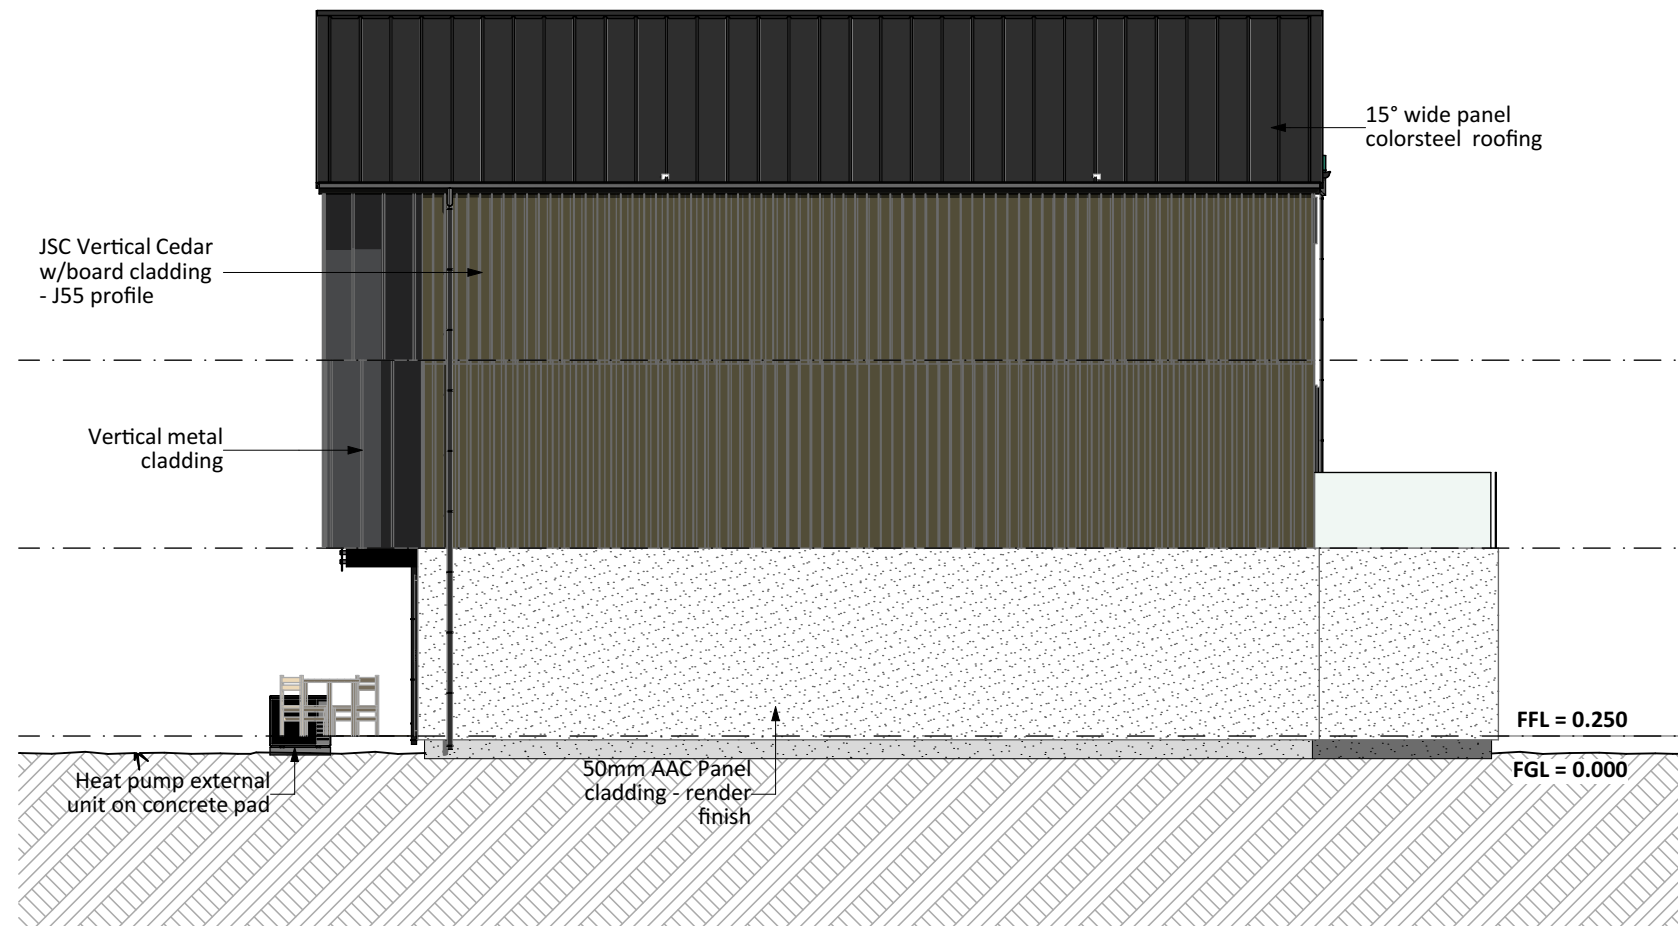 15° wide panel
colorsteel roofing
JSC Vertical Cedar
w/board cladding
- J55 profile
Vertical metal
cladding
FFL = 0.250
FGL = 0.000
Heat pump external
unit on concrete pad
50mm AAC Panel
cladding - render
finish